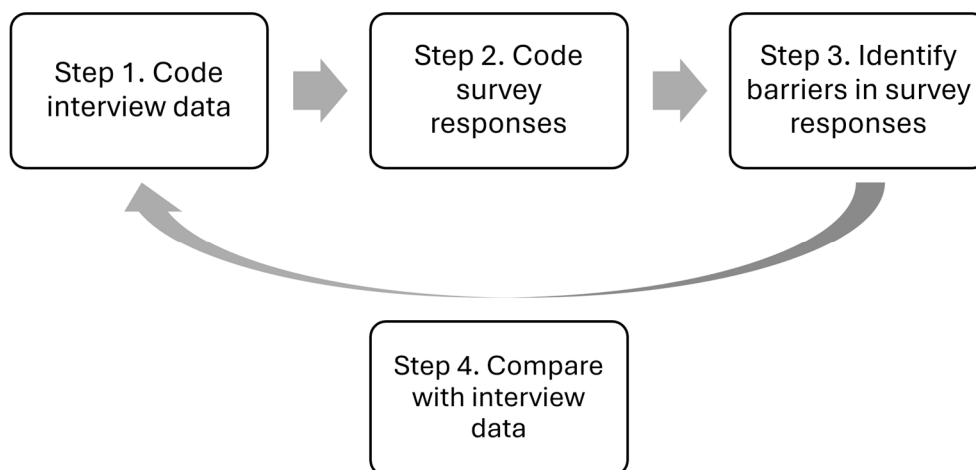 Step 1. Code
interview data
Step 2. Code
survey
responses
Step 3. Identify
barriers in survey
responses
Step 4. Compare
with interview
data